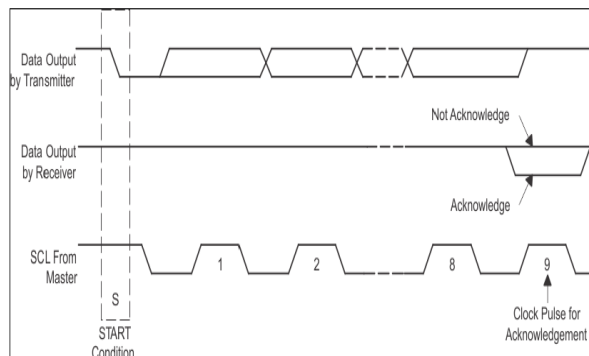 Data Output
by Transmitter
Not Acknowledge
Data Output
by Receiver
Acknowledge
SCL From
Master
1
2
8
9
S
START
Condition
Clock Pulse for
Acknowledgement